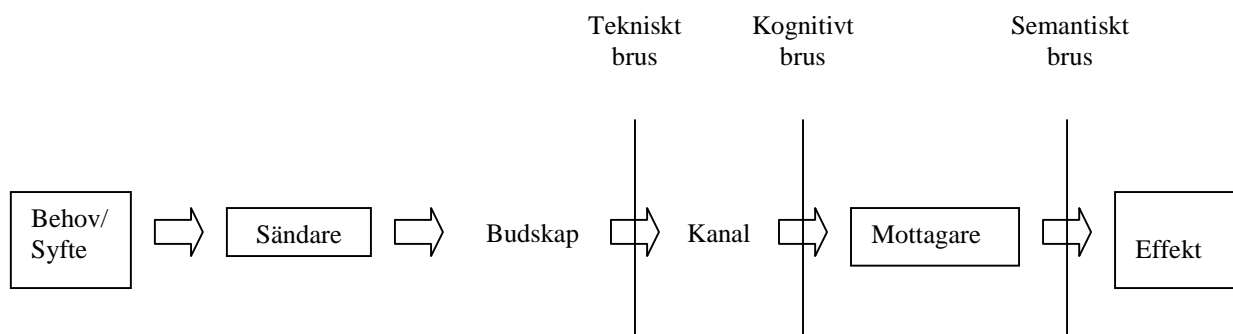 Tekniskt
brus
Kognitivt
brus
Semantiskt
brus
Behov/
Syfte
Sändare
Budskap
Kanal
Mottagare
Effekt